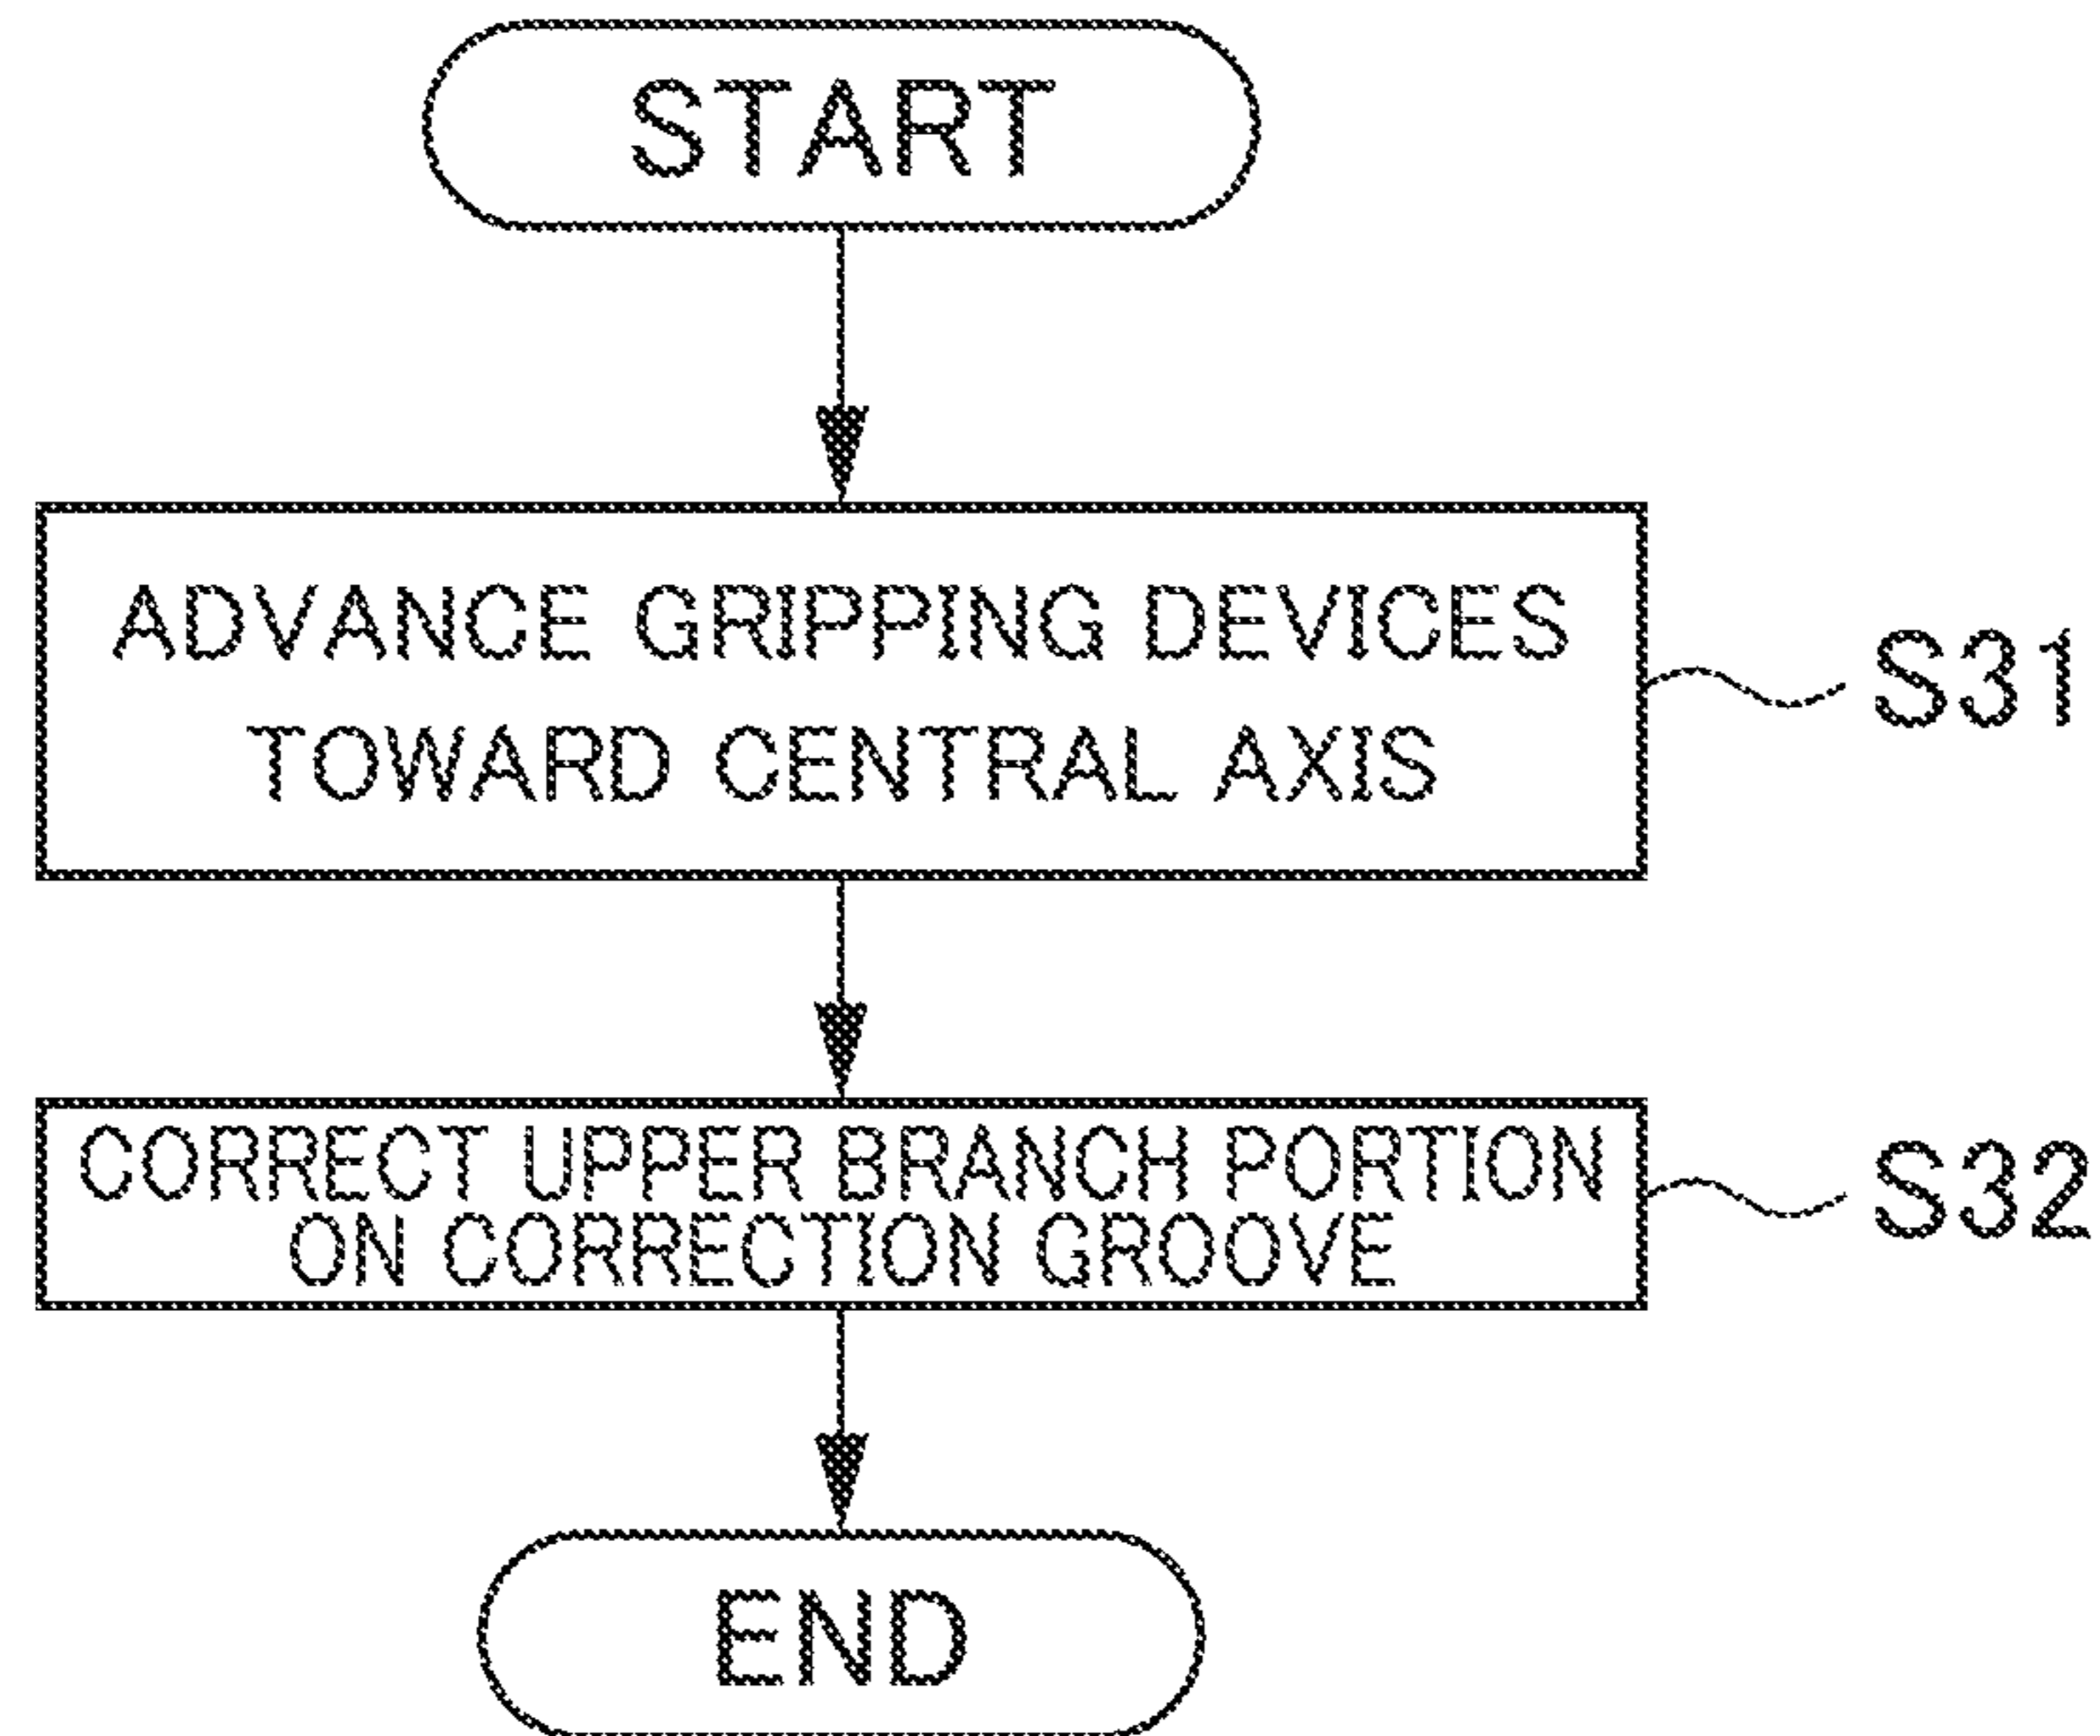 START
ADVANCE GRIPPING DEVICES
TOWARD CENTRAL AXIS
S31
CORRECT UPPER BRANCH PORTION
ON CORRECTION GROOVE
S32
END